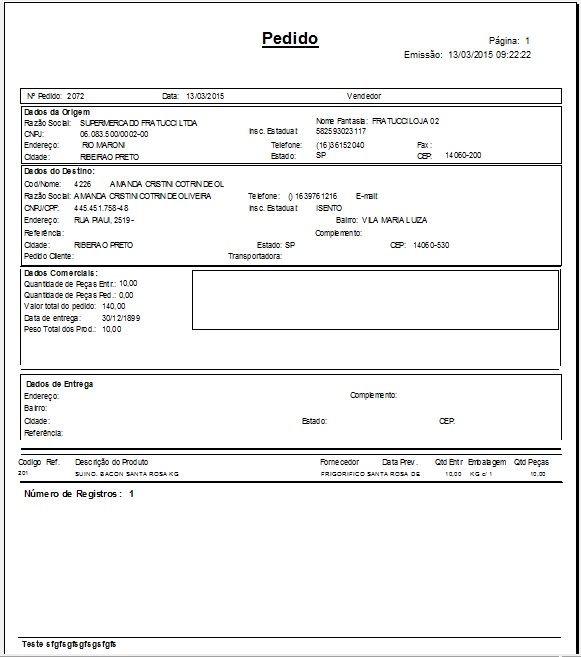 Pedido
Página: 1
Emissão: 13/03/2015 09:22:22
Nº Pedido: 2072 Data: 13/03/2015 Vendedor
Dados da Origem
Razão Social: SUPERMERCADO FRATUCCI LTDA Nome Fantasia: FRATUCCI LOJA 02
CNPJ: 06.083.500/0002-00 Insc. Estadual: 582593023117
Endereço: RIO MARONI Telefone: (16)36152040 Fax:
Cidade: RIBEIRAO PRETO Estado: SP CEP: 14060-200
Dados do Destino:
Cod/Nome: 4226 AMANDA CRISTINI COTRIN DE OL
Razão Social: AMANDA CRISTINI COTRIN DE OLIVEIRA Telefone: () 1639761216 E-mail:
CNPJ/CPF: 445.451.758-48 Insc. Estadual: ISENTO
Endereço: RUA PIAUI, 2519- Bairro: VILA MARIA LUIZA
Referência: Complemento:
Cidade: RIBEIRAO PRETO Estado: SP CEP: 14060-530
Pedido Cliente: Transportadora:
Dados Comerciais:
Quantidade de Peças Entr.: 10,00
Quantidade de Peças Ped.: 0,00
Valor total do pedido: 140,00
Data de entrega: 30/12/1899
Peso Total dos Prod.: 10,00
Dados de Entrega
Endereço: Complemento:
Bairro:
Cidade: Estado: CEP:
Referência:
Codigo Ref. Descrição do Produto Fornecedor Data Prev. Qtd Entr Embalagem Qtd Peças
201 SUINO. BACON SANTA ROSA KG FRIGORIFICO SANTA ROSA DE 10,00 KG c/ 1 10,00
Número de Registros: 1
Teste sfgfsgfsgfsgsfgfs